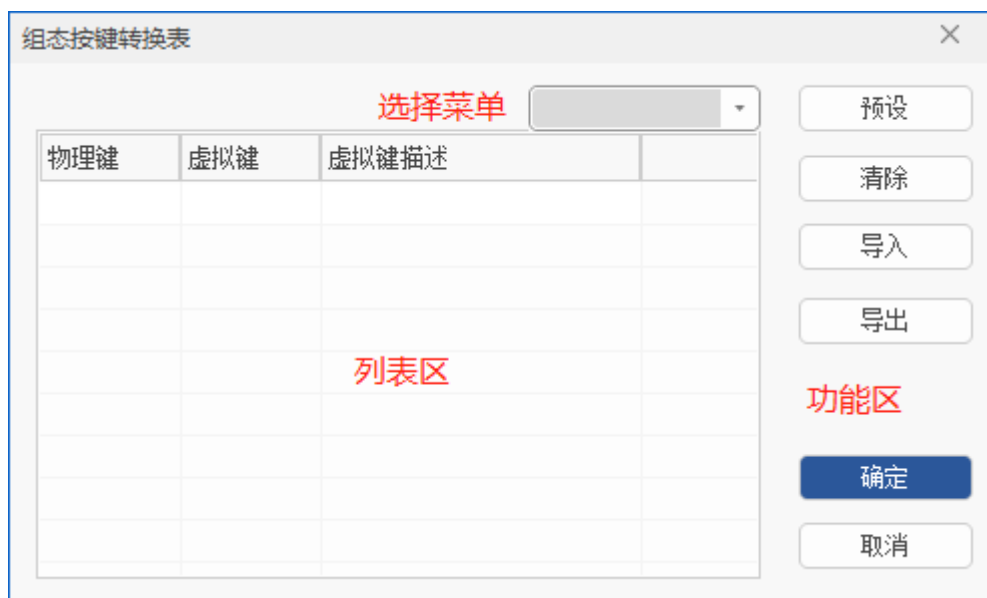 组态按键转换表
选择菜单
预设
物理键 虚拟键 虚拟键描述
清除
导入
导出
列表区
功能区
确定
取消